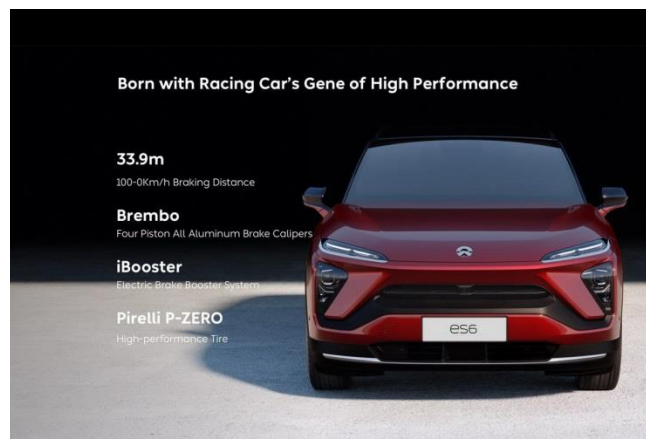 Born with Racing Car's Gene of High Performance
33.9m
100-0Km/h Braking Distance
Brembo
Four Piston All Aluminum Brake Calipers
iBooster
Electric Brake Booster System
Pirelli P-ZERO
High-performance Tire
es6